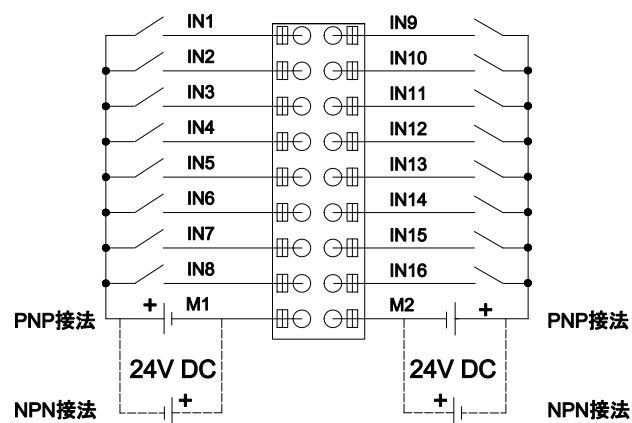 IN1 IN9
IN2 IN10
IN3 IN11
IN4 IN12
IN5 IN13
IN6 IN14
IN7 IN15
IN8 IN16
+ M1 M2 +
PNP接法 PNP接法
24V DC 24V DC
NPN接法 + + NPN接法